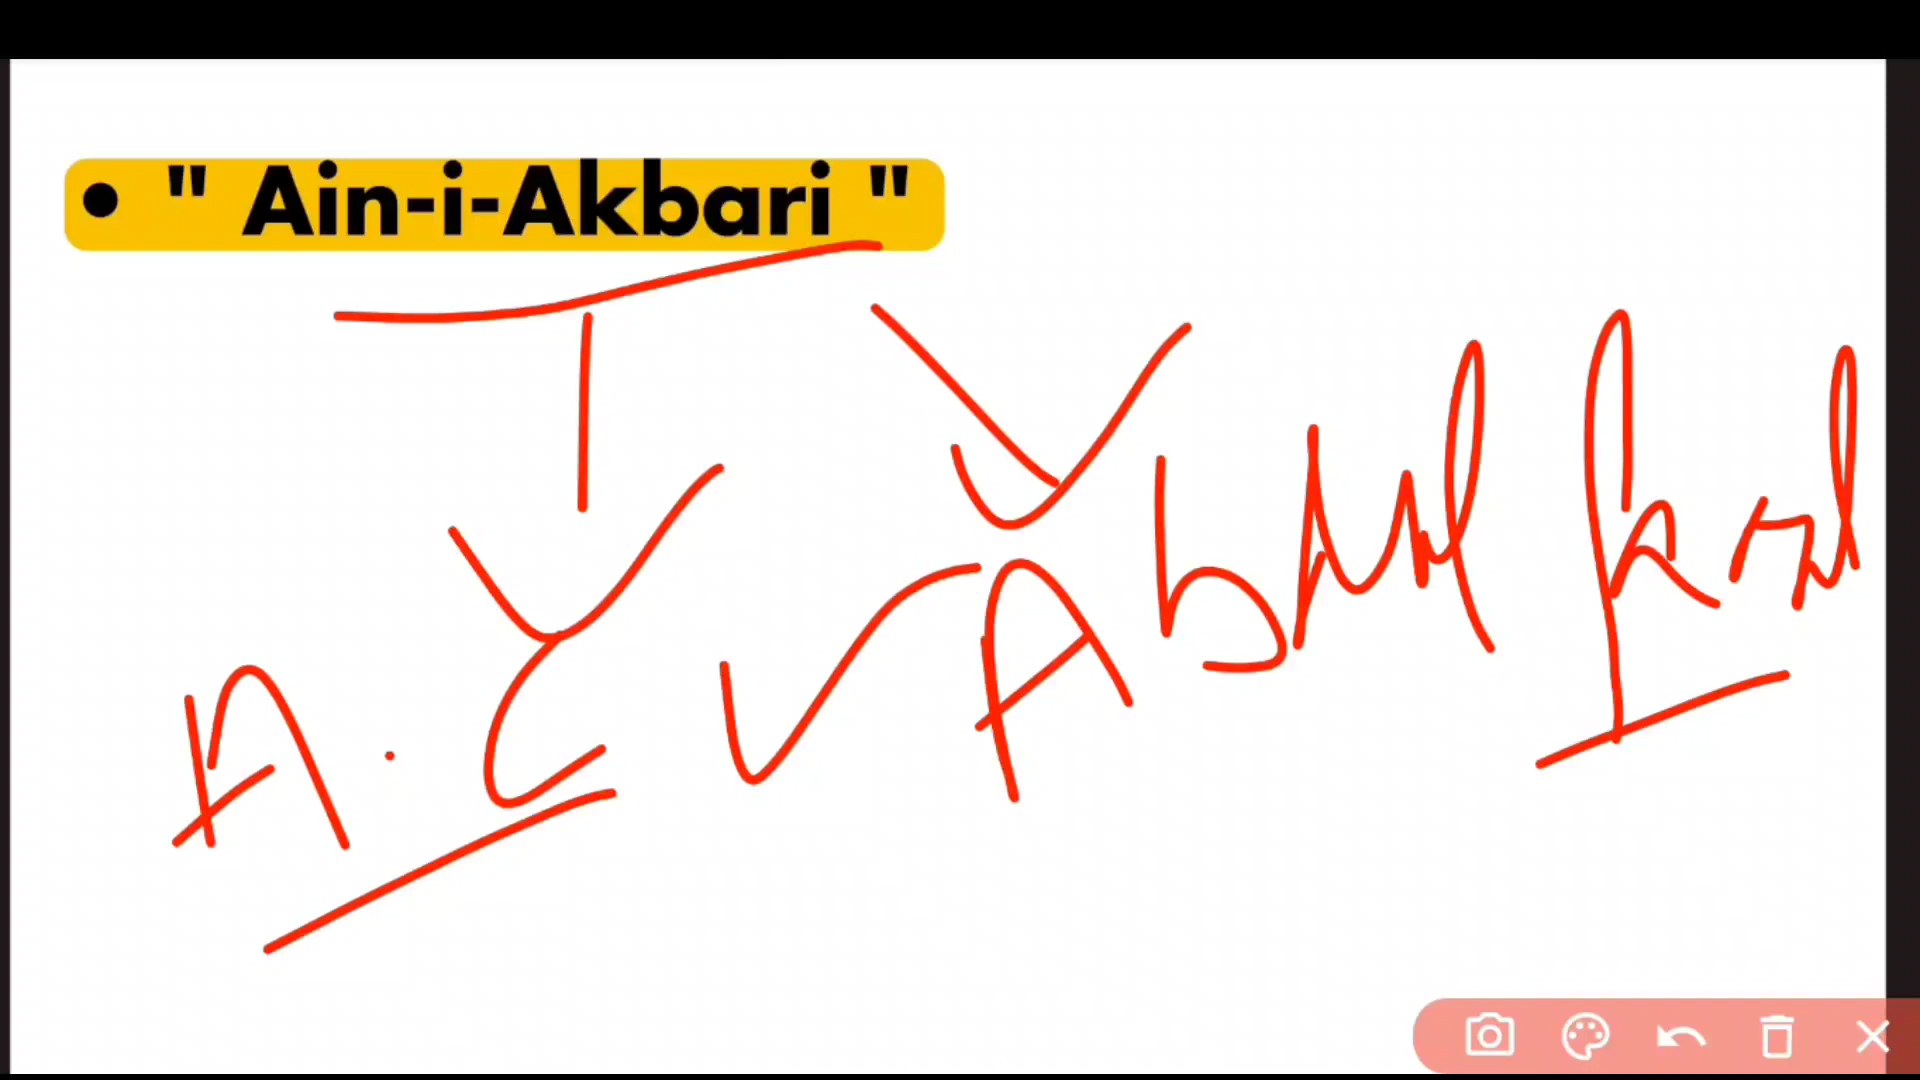 • " Ain-i-Akbari "
A.C Abul fazl